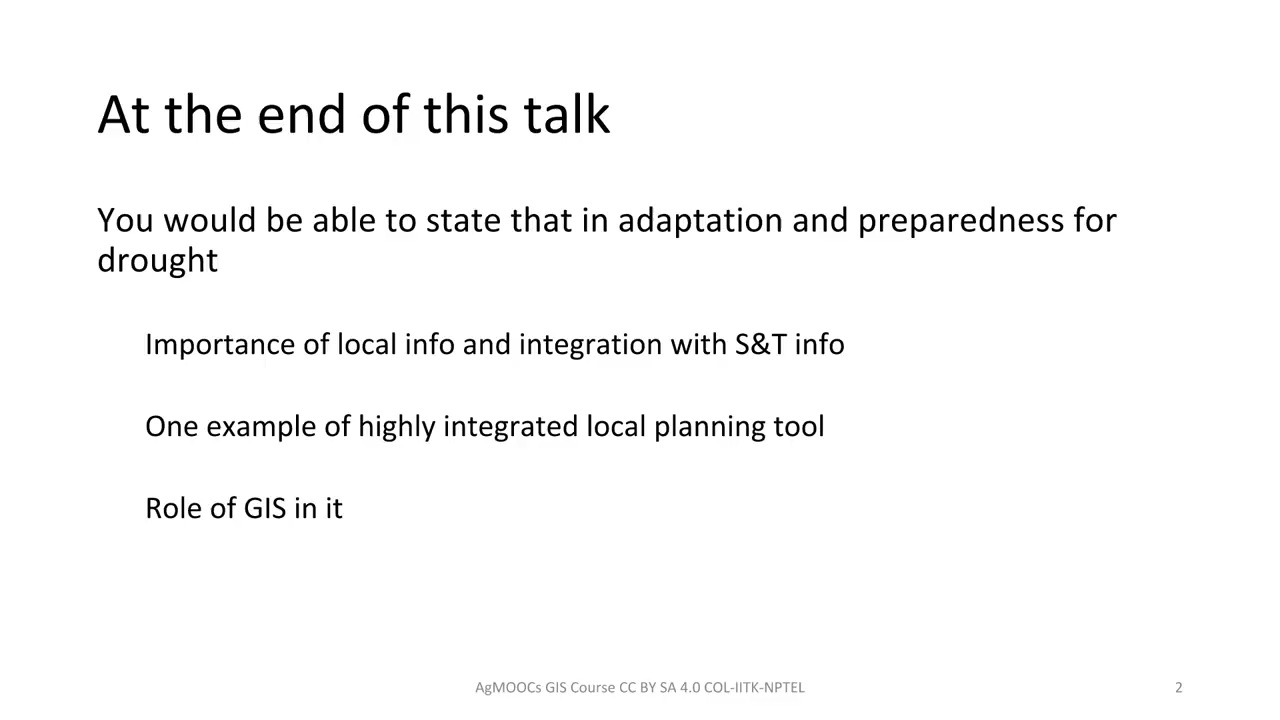 At the end of this talk
You would be able to state that in adaptation and preparedness for
drought
Importance of local info and integration with S&T info
One example of highly integrated local planning tool
Role of GIS in it
AgMOOCs GIS Course CC BY SA 4.0 COL-IITK-NPTEL
2